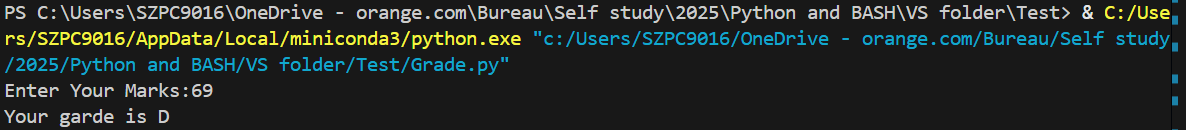 PS C:\Users\SZPC9016\OneDrive - orange.com\Bureau\Self study\2025\Python and BASH\VS folder\Test> & C:/Use
rs/SZPC9016/AppData/Local/miniconda3/python.exe "c:/Users/SZPC9016/OneDrive - orange.com/Bureau/Self study
/2025/Python and BASH/VS folder/Test/Grade.py"
Enter Your Marks:69
Your garde is D